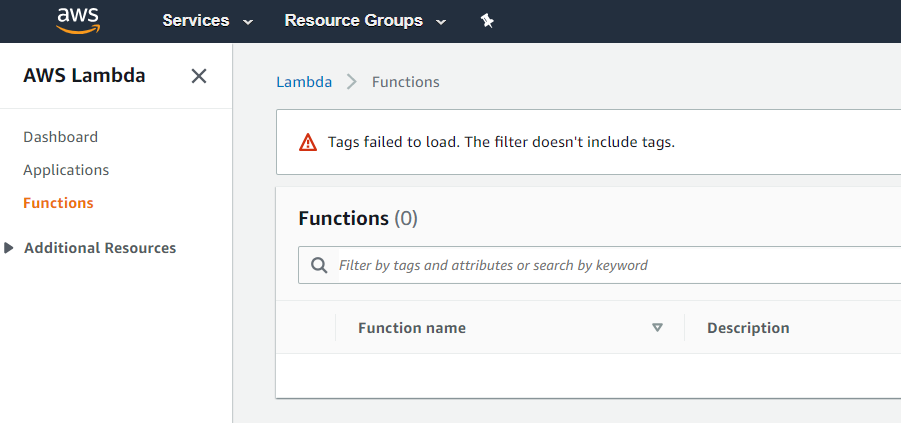 aws Services Resource Groups
AWS Lambda
Dashboard
Applications
Functions
Additional Resources
Lambda Functions
Tags failed to load. The filter doesn't include tags.
Functions (0)
Filter by tags and attributes or search by keyword
Function name Description